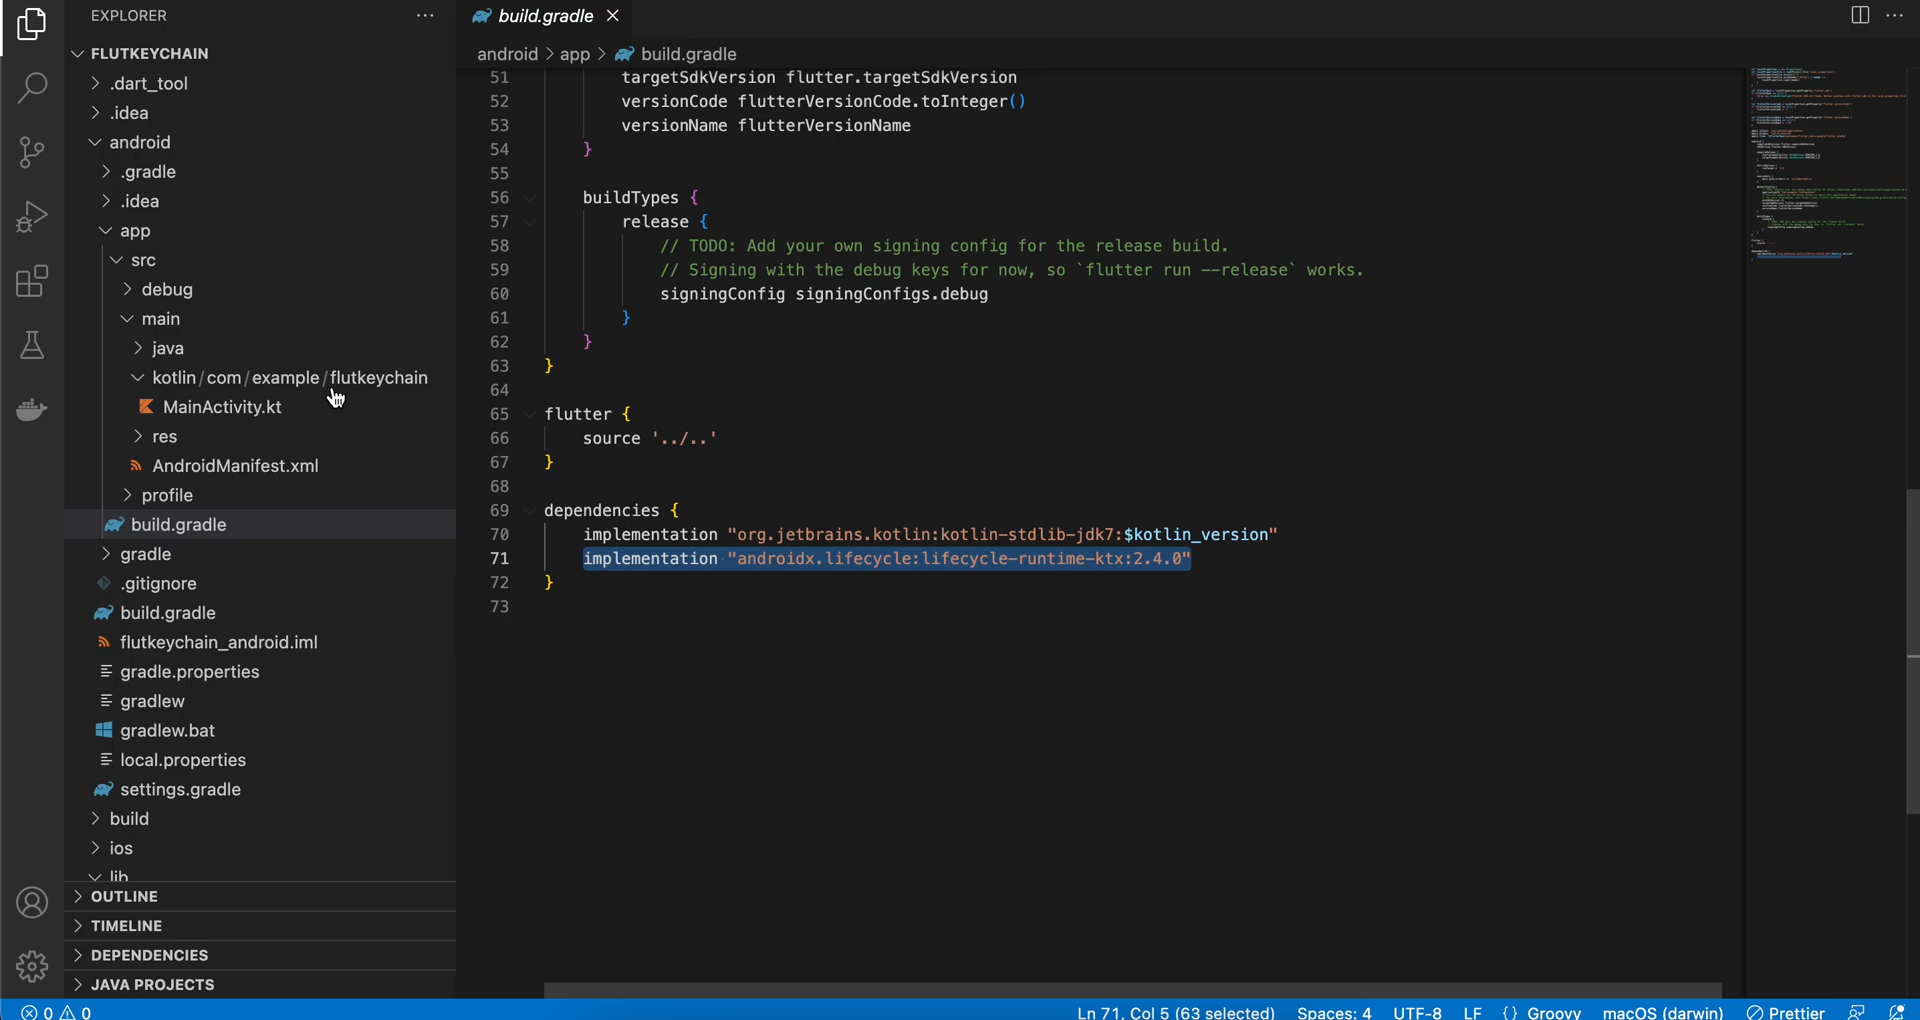 EXPLORER
FLUTKEYCHAIN
.dart_tool
.idea
android
.gradle
.idea
app
src
debug
main
java
kotlin/com/example/flutkeychain
MainActivity.kt
res
AndroidManifest.xml
profile
build.gradle
gradle
.gitignore
build.gradle
flutkeychain_android.iml
gradle.properties
gradlew
gradlew.bat
local.properties
settings.gradle
build
ios
lib
OUTLINE
TIMELINE
DEPENDENCIES
JAVA PROJECTS
build.gradle
android > app > build.gradle
51 targetSdkVersion flutter.targetSdkVersion
52 versionCode flutterVersionCode.toInteger()
53 versionName flutterVersionName
54 }
55
56 buildTypes {
57 release {
58 // TODO: Add your own signing config for the release build.
59 // Signing with the debug keys for now, so `flutter run --release` works.
60 signingConfig signingConfigs.debug
61 }
62 }
63 }
64
65 flutter {
66 source '../..'
67 }
68
69 dependencies {
70 implementation "org.jetbrains.kotlin:kotlin-stdlib-jdk7:$kotlin_version"
71 implementation "androidx.lifecycle:lifecycle-runtime-ktx:2.4.0"
72 }
73
0 0 Ln 71, Col 5 (63 selected) Spaces: 4 UTF-8 LF {} Groovy macOS (darwin) Prettier